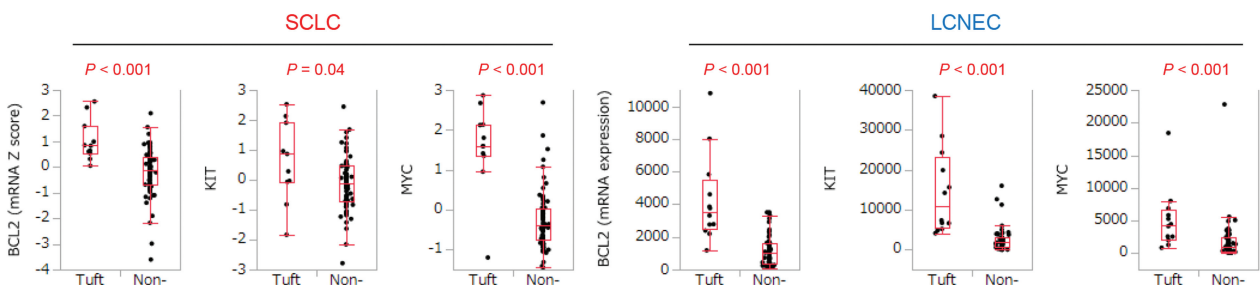 SCLC
LCNEC
P < 0.001
P = 0.04
P < 0.001
P < 0.001
P < 0.001
P < 0.001
BCL2 (mRNA Z score)
3
2
1
0
-1
-2
-3
-4
Tuft Non-
KIT
3
2
1
0
-1
-2
-3
Tuft Non-
MYC
3
2
1
0
-1
Tuft Non-
BCL2 (mRNA expression)
10000
8000
6000
4000
2000
0
Tuft Non-
KIT
40000
30000
20000
10000
0
Tuft Non-
MYC
25000
20000
15000
10000
5000
0
Tuft Non-